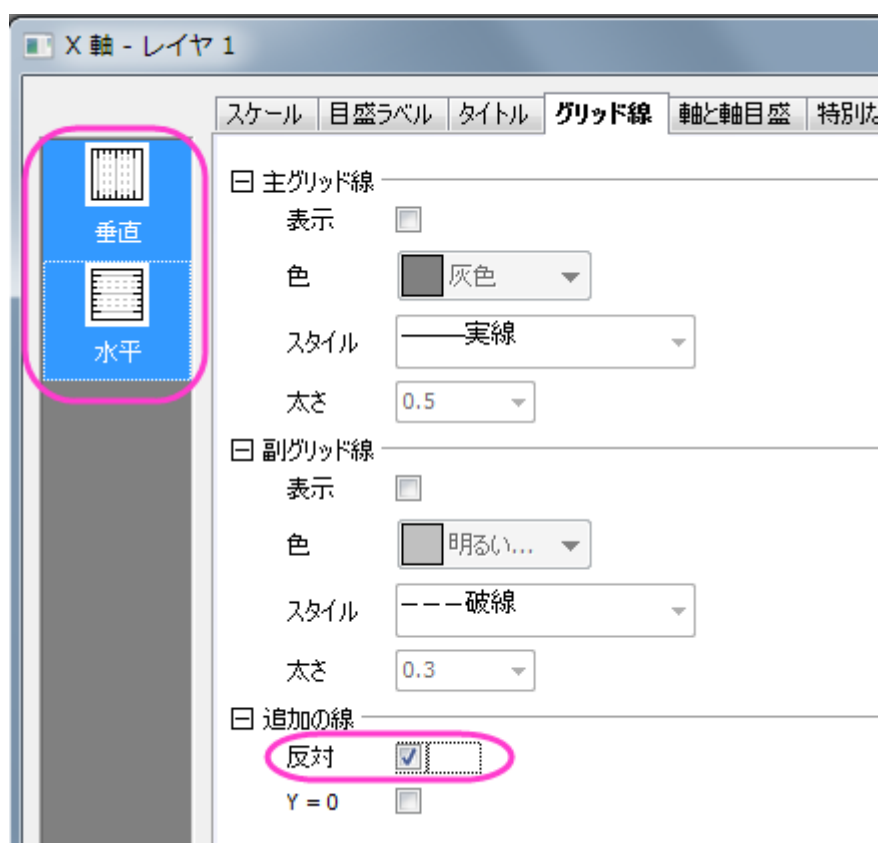 X 軸 - レイヤ 1
スケール 目盛ラベル タイトル グリッド線 軸と軸目盛 特別な
垂直
水平
主グリッド線
表示
色 灰色
スタイル 実線
太さ 0.5
副グリッド線
表示
色 明るい...
スタイル 破線
太さ 0.3
追加の線
反対
Y = 0